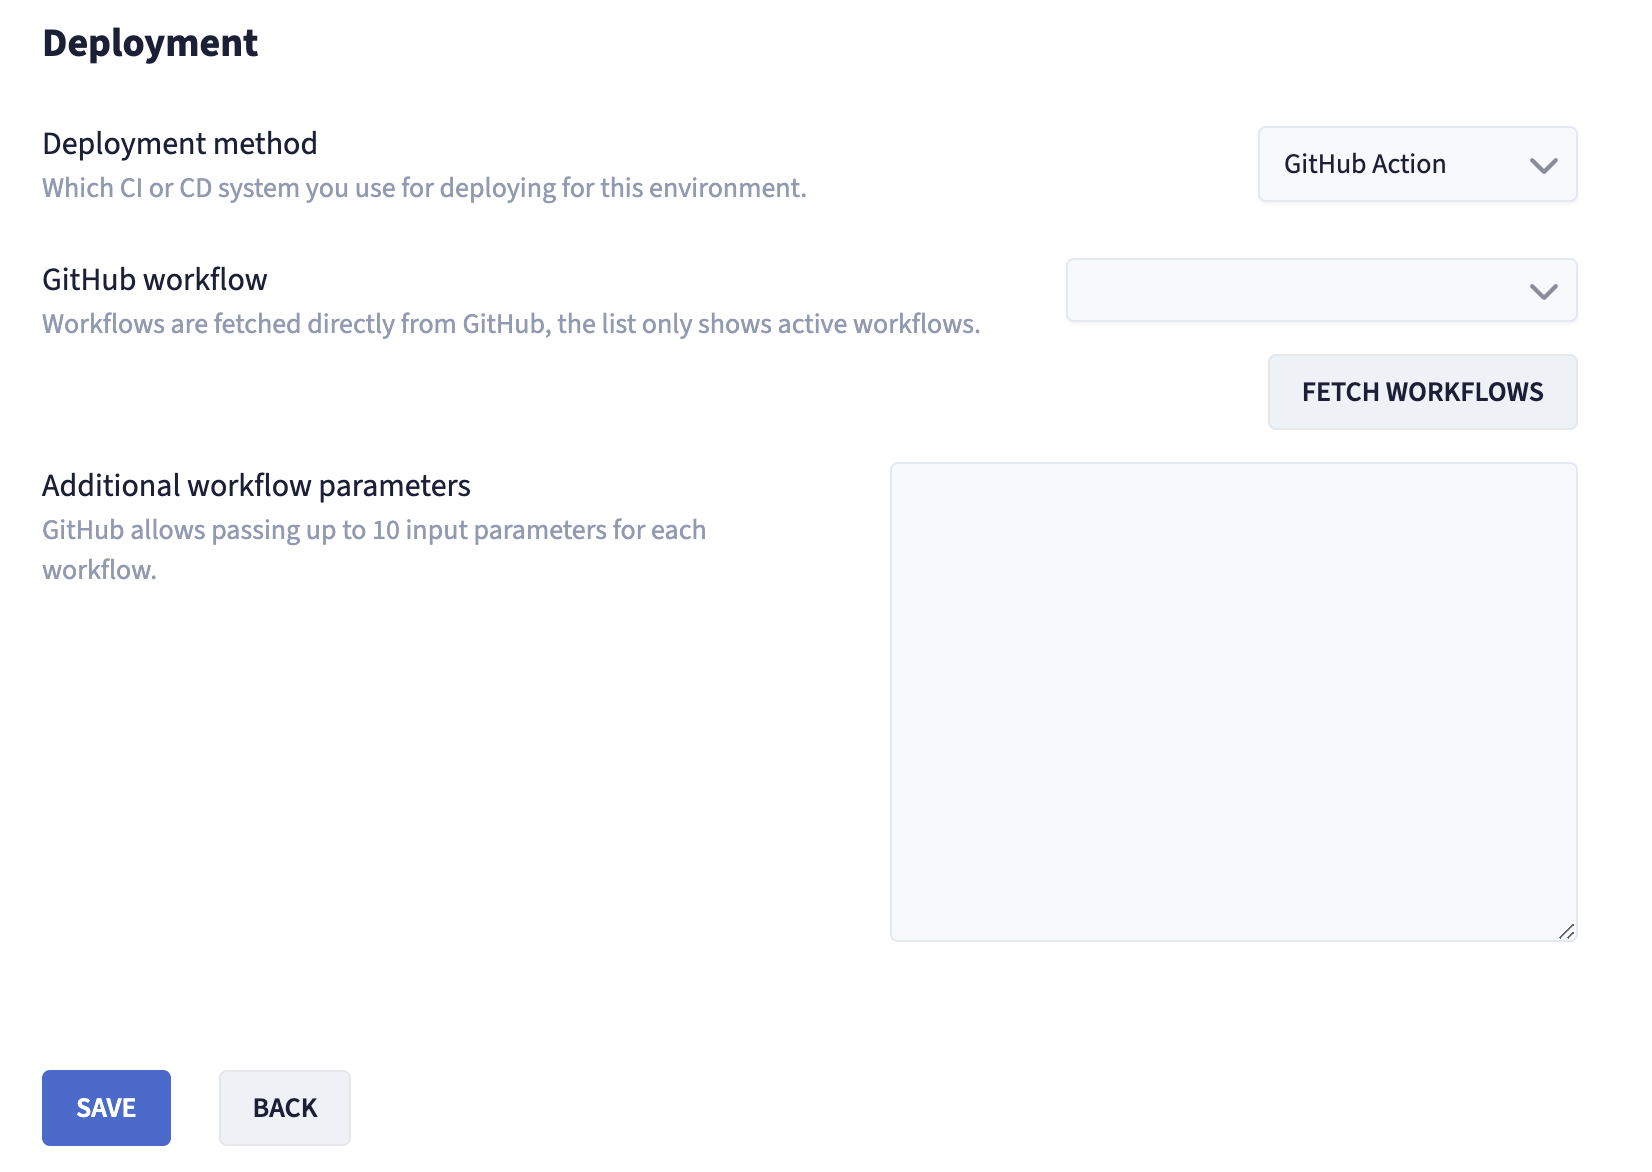 Deployment
Deployment method
Which CI or CD system you use for deploying for this environment.
GitHub Action
GitHub workflow
Workflows are fetched directly from GitHub, the list only shows active workflows.
FETCH WORKFLOWS
Additional workflow parameters
GitHub allows passing up to 10 input parameters for each
workflow.
SAVE
BACK